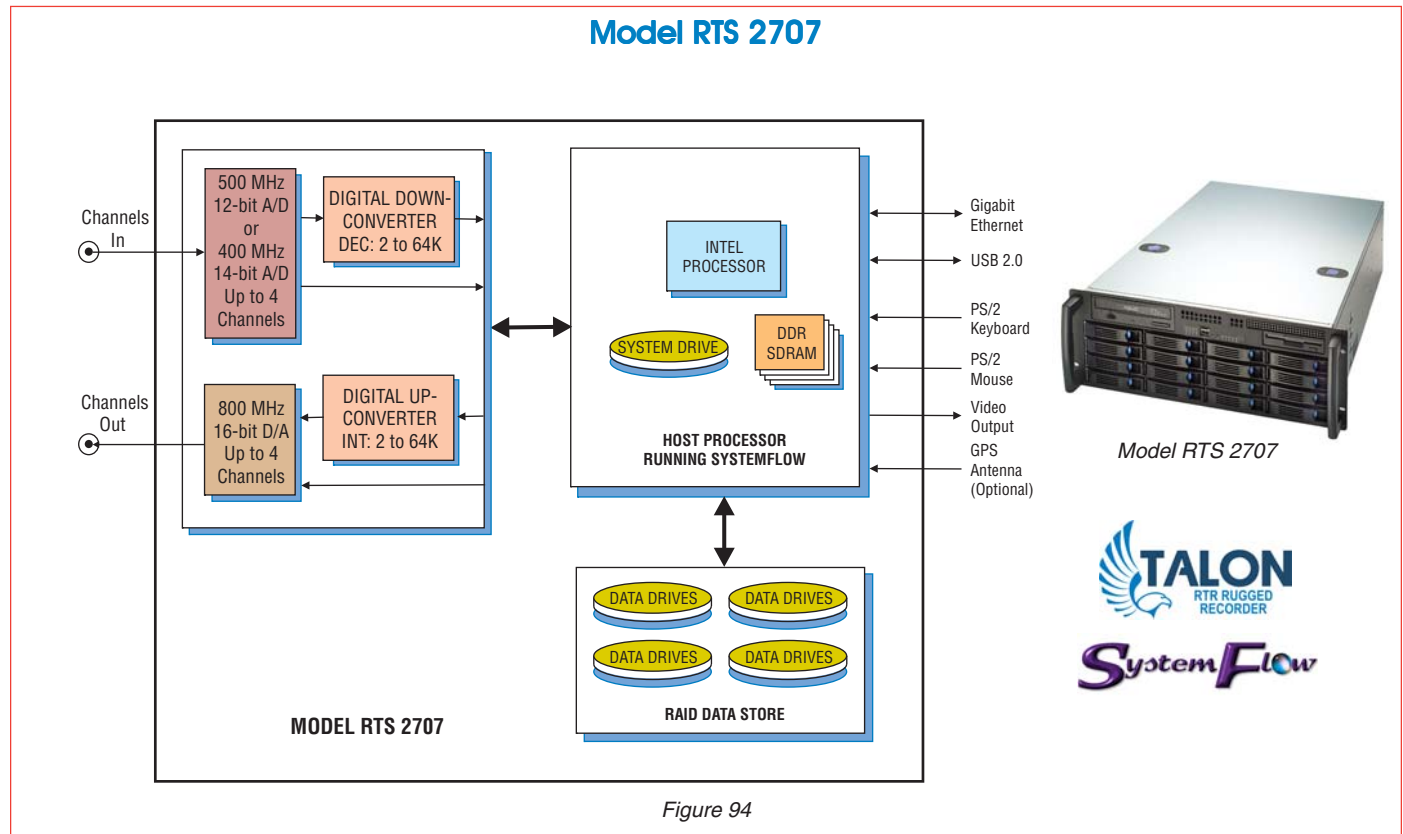 Model RTS 2707
Channels
In
500 MHz
12-bit A/D
or
400 MHz
14-bit A/D
Up to 4
Channels
DIGITAL DOWN-
CONVERTER
DEC: 2 to 64K
Channels
Out
800 MHz
16-bit D/A
Up to 4
Channels
DIGITAL UP-
CONVERTER
INT: 2 to 64K
INTEL
PROCESSOR
SYSTEM DRIVE
DDR
SDRAM
HOST PROCESSOR
RUNNING SYSTEMFLOW
Gigabit
Ethernet
USB 2.0
PS/2
Keyboard
PS/2
Mouse
Video
Output
GPS
Antenna
(Optional)
DATA DRIVES
DATA DRIVES
DATA DRIVES
DATA DRIVES
RAID DATA STORE
MODEL RTS 2707
Model RTS 2707
TALON
RTR RUGGED
RECORDER
SystemFlow
Figure 94